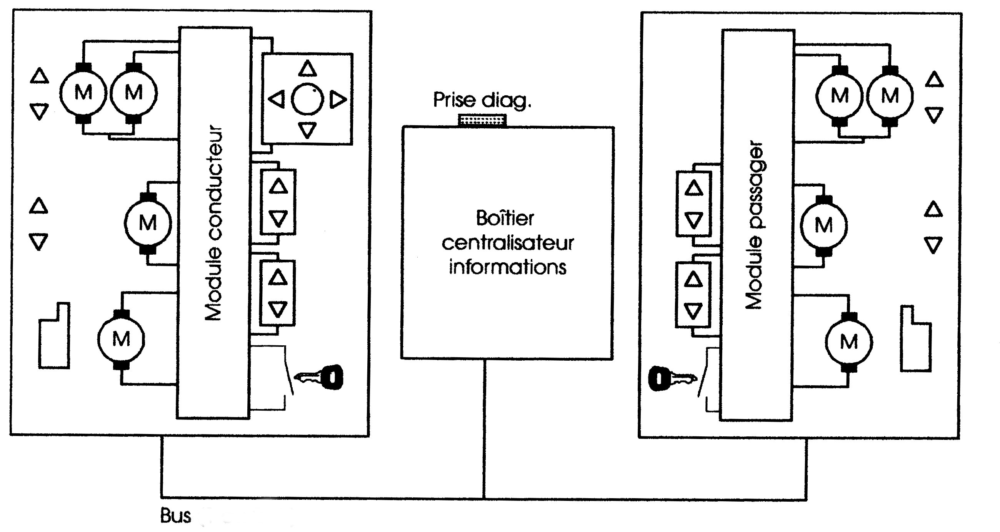 M
M
M
M
Module conducteur
Prise diag.
Boîtier
centralisateur
informations
Module passager
M
M
M
M
Bus